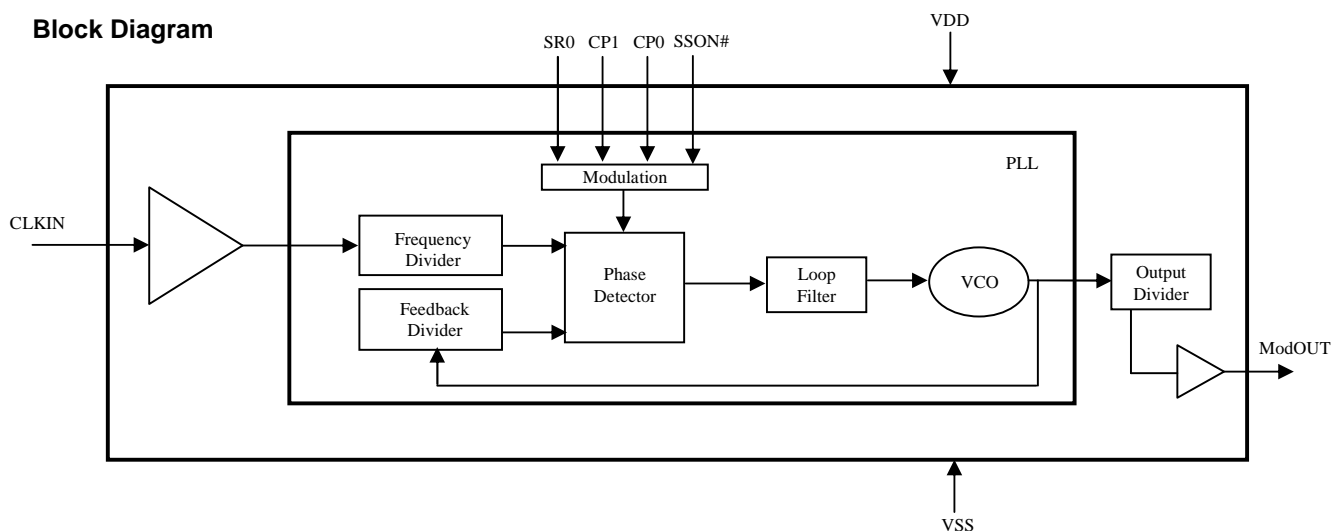 Block Diagram
VDD
SR0 CP1 CP0 SSON#
PLL
Modulation
CLKIN
Frequency
Divider
Phase
Detector
Loop
Filter
VCO
Output
Divider
Feedback
Divider
ModOUT
VSS